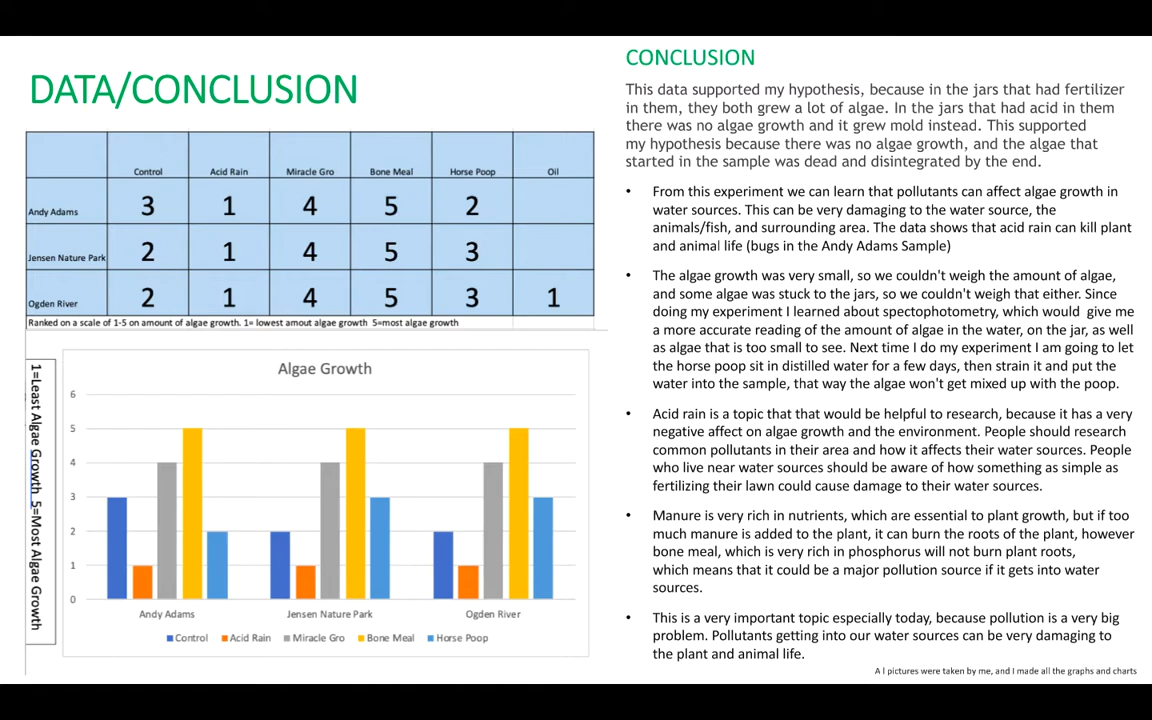 DATA/CONCLUSION
Control Acid Rain Miracle Gro Bone Meal Horse Poop Oil
Andy Adams 3 1 4 5 2
Jensen Nature Park 2 1 4 5 3
Ogden River 2 1 4 5 3 1
Ranked on a scale of 1-5 on amount of algae growth. 1= lowest amout algae growth 5=most algae growth
1=Least Algae Growth 5=Most Algae Growth
Algae Growth
6
5
4
3
2
1
0
Andy Adams Jensen Nature Park Ogden River
Control Acid Rain Miracle Gro Bone Meal Horse Poop
CONCLUSION
This data supported my hypothesis, because in the jars that had fertilizer
in them, they both grew a lot of algae. In the jars that had acid in them
there was no algae growth and it grew mold instead. This supported
my hypothesis because there was no algae growth, and the algae that
started in the sample was dead and disintegrated by the end.
• From this experiment we can learn that pollutants can affect algae growth in
water sources. This can be very damaging to the water source, the
animals/fish, and surrounding area. The data shows that acid rain can kill plant
and animal life (bugs in the Andy Adams Sample)
• The algae growth was very small, so we couldn't weigh the amount of algae,
and some algae was stuck to the jars, so we couldn't weigh that either. Since
doing my experiment I learned about spectophotometry, which would give me
a more accurate reading of the amount of algae in the water, on the jar, as well
as algae that is too small to see. Next time I do my experiment I am going to let
the horse poop sit in distilled water for a few days, then strain it and put the
water into the sample, that way the algae won't get mixed up with the poop.
• Acid rain is a topic that that would be helpful to research, because it has a very
negative affect on algae growth and the environment. People should research
common pollutants in their area and how it affects their water sources. People
who live near water sources should be aware of how something as simple as
fertilizing their lawn could cause damage to their water sources.
• Manure is very rich in nutrients, which are essential to plant growth, but if too
much manure is added to the plant, it can burn the roots of the plant, however
bone meal, which is very rich in phosphorus will not burn plant roots,
which means that it could be a major pollution source if it gets into water
sources.
• This is a very important topic especially today, because pollution is a very big
problem. Pollutants getting into our water sources can be very damaging to
the plant and animal life.
A l pictures were taken by me, and I made all the graphs and charts